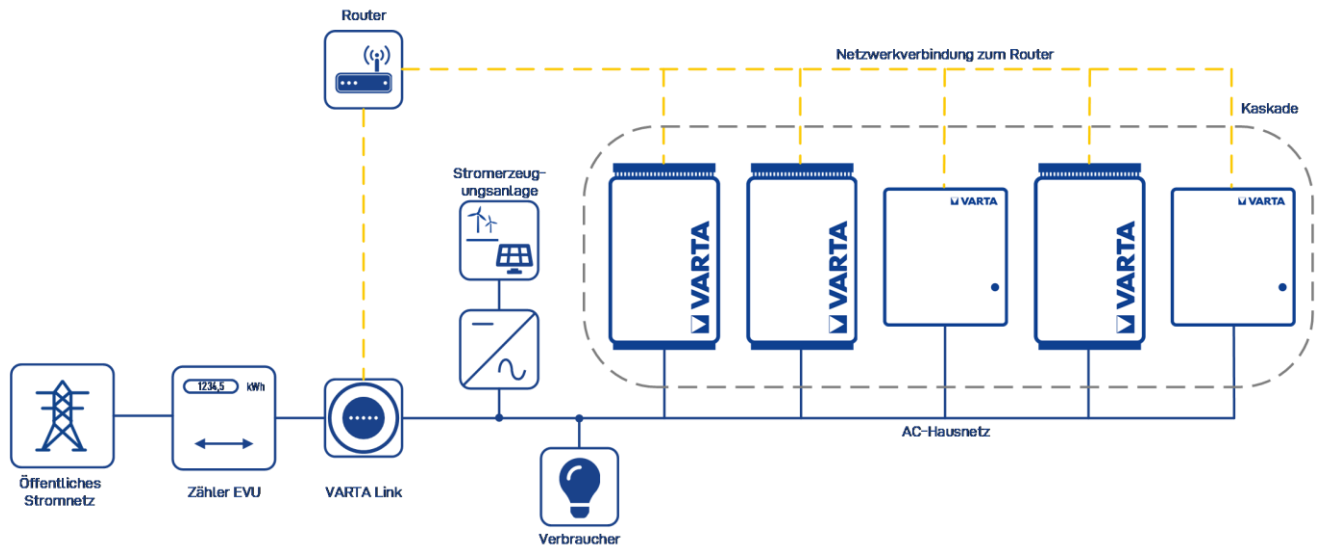 Router
Netzwerkverbindung zum Router
Kaskade
Stromerzeug-
ungsanlage
VARTA
VARTA
VARTA
VARTA
VARTA
1234,5 kWh
AC-Hausnetz
Öffentliches
Stromnetz
Zähler EVU
VARTA Link
Verbraucher